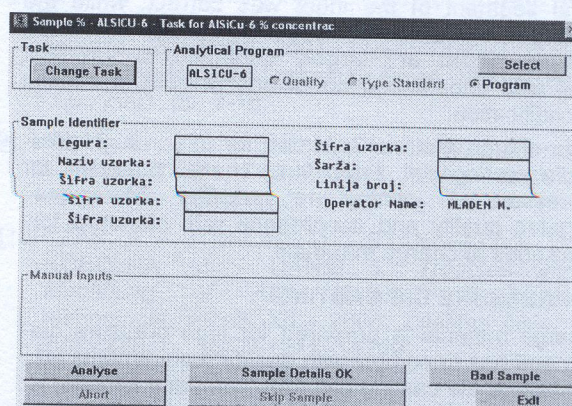 Sample % - ALSICU-6 - Task for AlSiCu-6 % concentrac
Task
Analytical Program
Change Task
ALSICU-6
Quality
Type Standard
Program
Select
Sample Identifier
Legura:
Šifra uzorka:
Naziv uzorka:
Šarža:
Šifra uzorka:
Linija broj:
Šifra uzorka:
Operator Name: MLADEN M.
Šifra uzorka:
Manual Inputs
Analyse
Sample Details OK
Bad Sample
Abort
Skip Sample
Exit